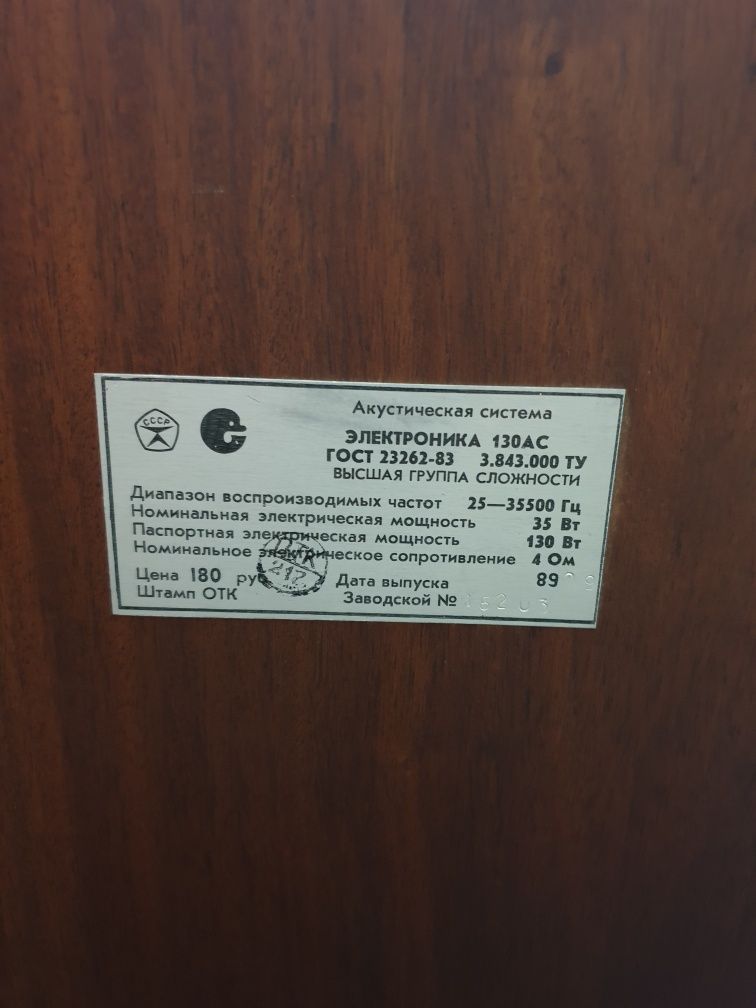 СССР
Акустическая система
ЭЛЕКТРОНИКА 130АС
ГОСТ 23262-83 3.843.000 ТУ
ВЫСШАЯ ГРУППА СЛОЖНОСТИ
Диапазон воспроизводимых частот 25—35500 Гц
Номинальная электрическая мощность 35 Вт
Паспортная электрическая мощность 130 Вт
Номинальное электрическое сопротивление 4 Ом
Цена 180 руб Дата выпуска 89
Штамп ОТК Заводской №
ОТК